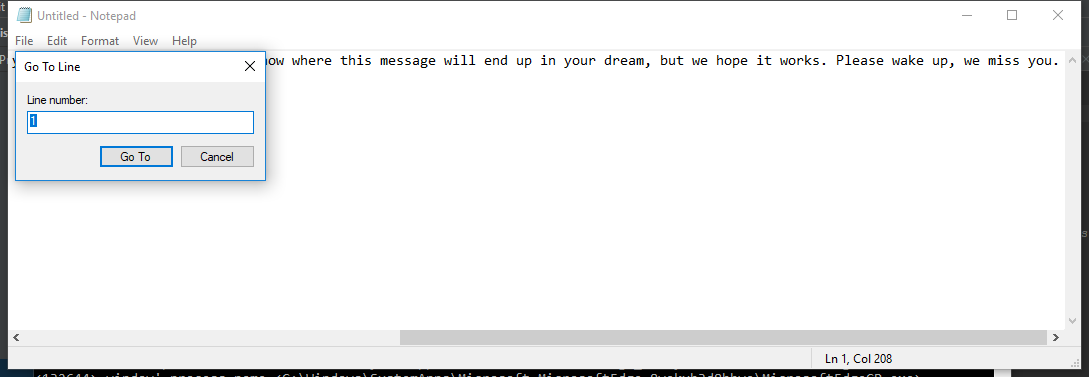 Untitled - Notepad
File Edit Format View Help
where this message will end up in your dream, but we hope it works. Please wake up, we miss you.
Go To Line
Line number:
1
Go To Cancel
Ln 1, Col 208